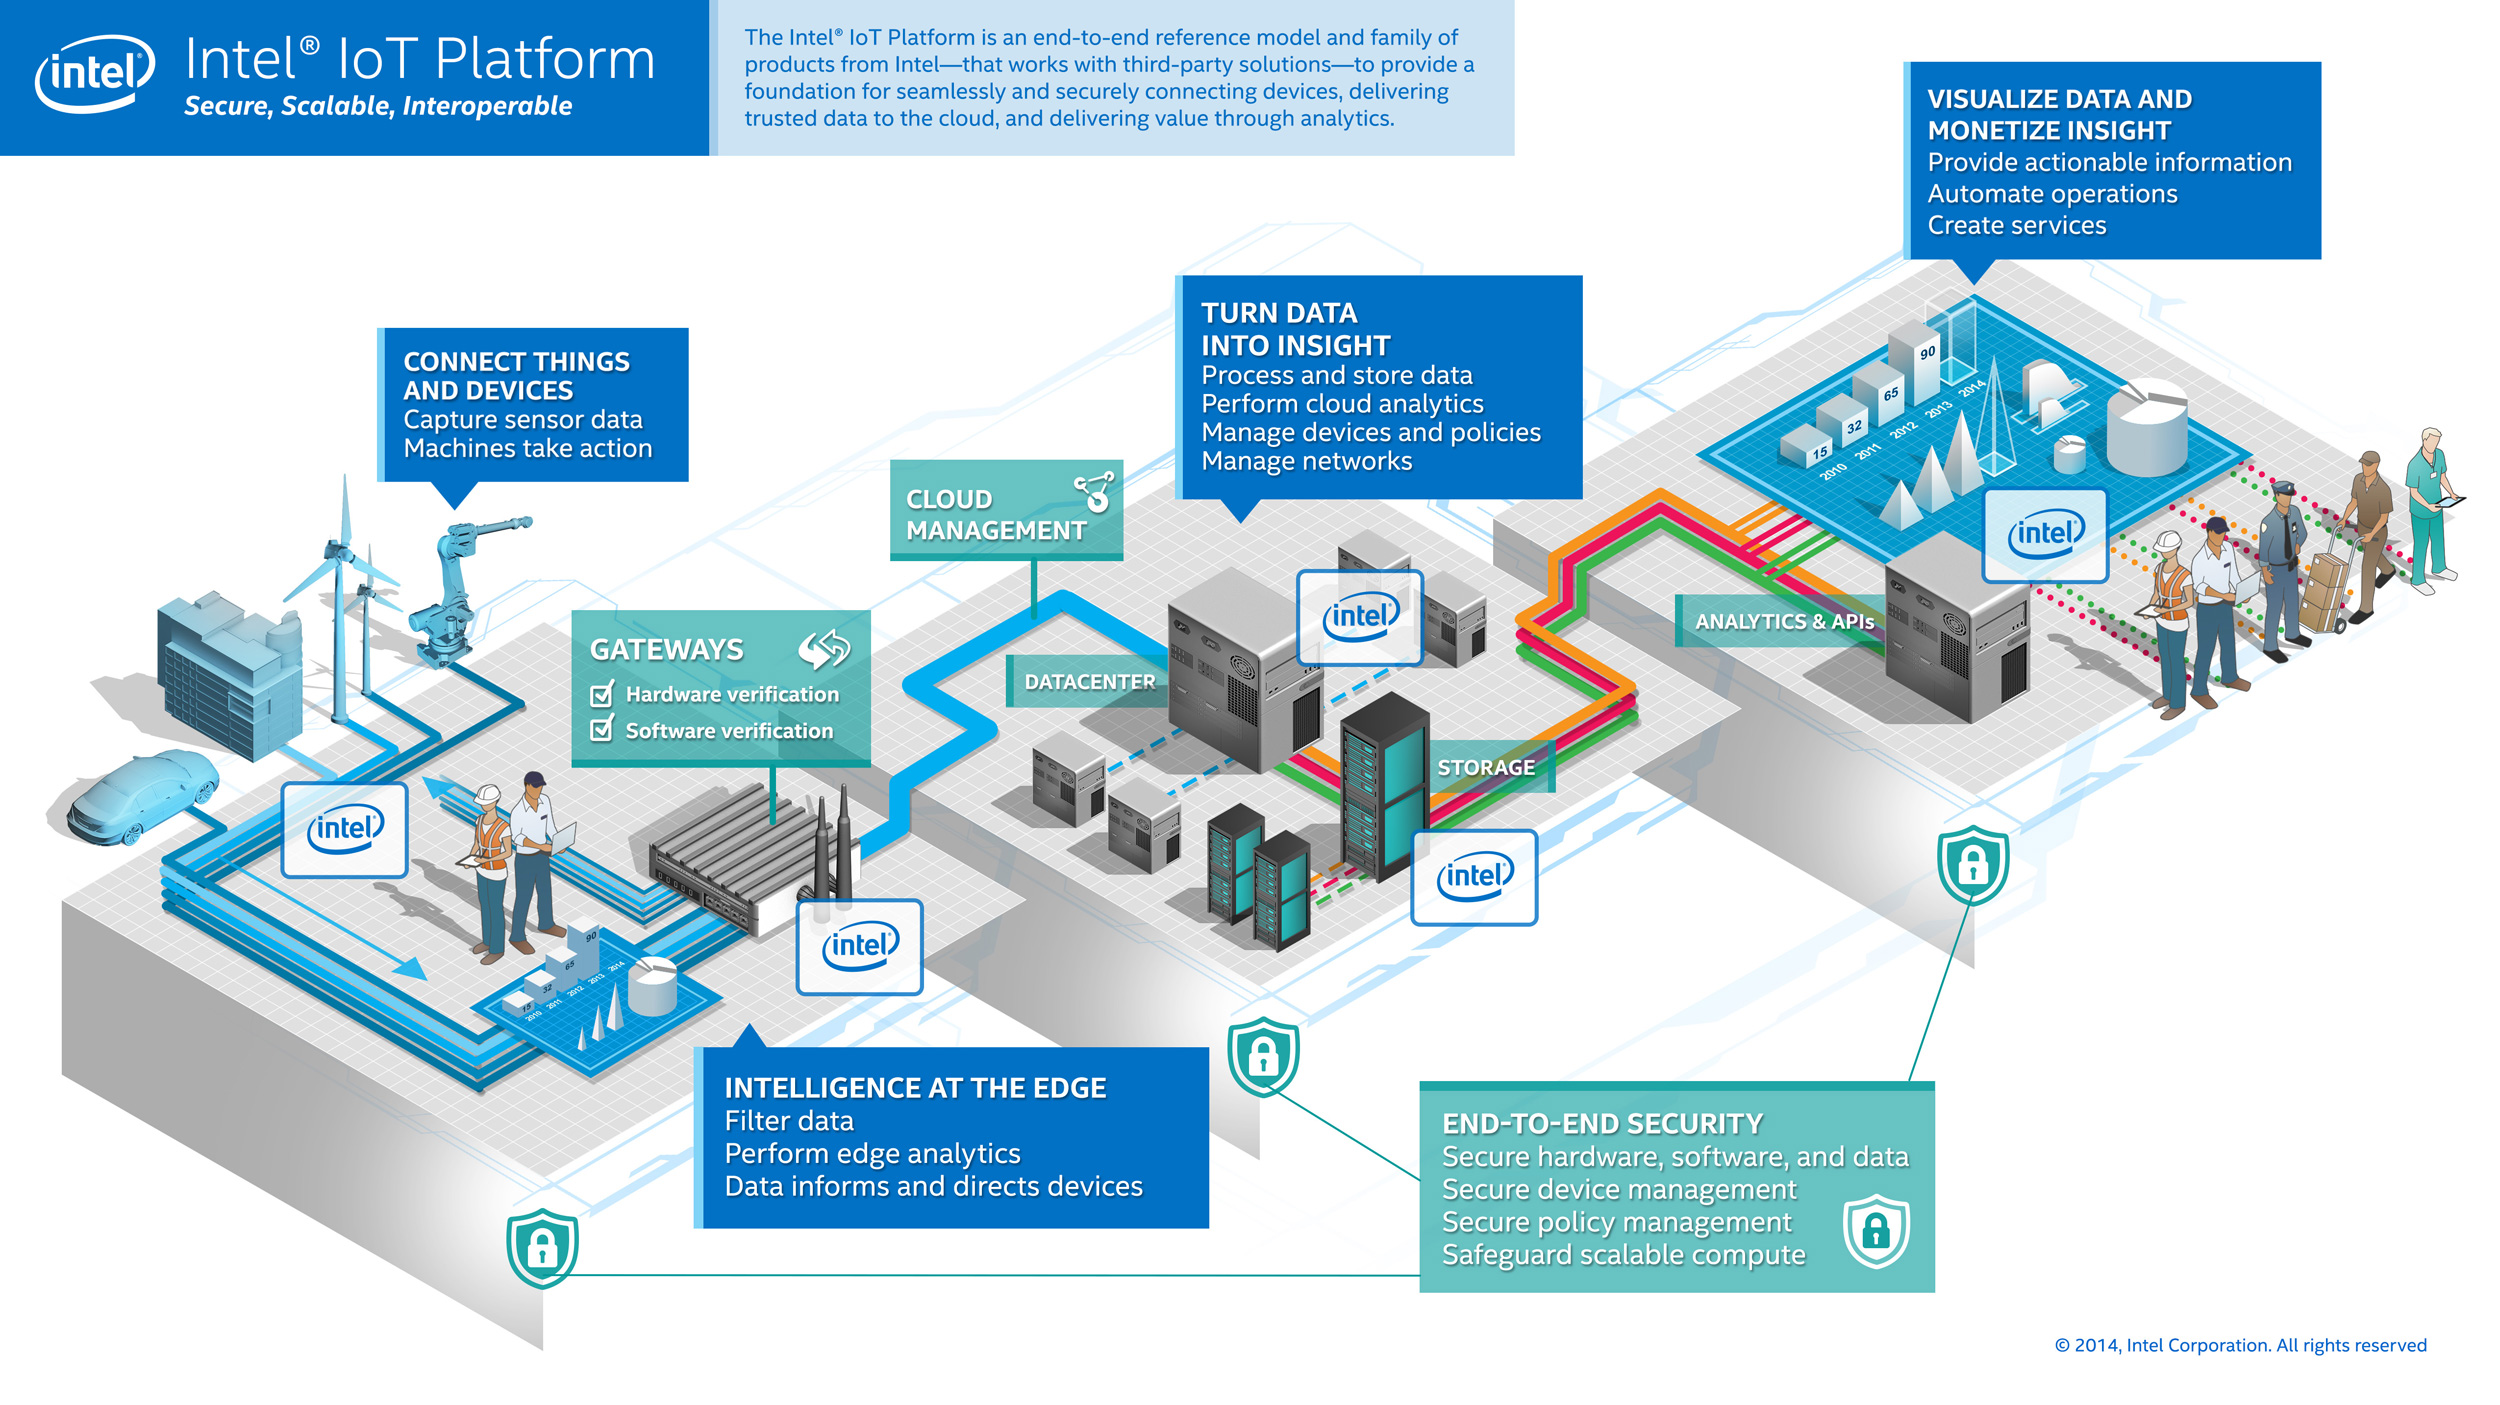 intel®
Intel® IoT Platform
Secure, Scalable, Interoperable
The Intel® IoT Platform is an end-to-end reference model and family of
products from Intel—that works with third-party solutions—to provide a
foundation for seamlessly and securely connecting devices, delivering
trusted data to the cloud, and delivering value through analytics.
VISUALIZE DATA AND
MONETIZE INSIGHT
Provide actionable information
Automate operations
Create services
TURN DATA
INTO INSIGHT
Process and store data
Perform cloud analytics
Manage devices and policies
Manage networks
CONNECT THINGS
AND DEVICES
Capture sensor data
Machines take action
CLOUD
MANAGEMENT
GATEWAYS
Hardware verification
Software verification
DATACENTER
intel
STORAGE
intel
ANALYTICS & APIs
intel
15
32
65
90
2010
2011
2012
2013
2014
intel
intel
15
32
65
90
2010
2011
2012
2013
2014
INTELLIGENCE AT THE EDGE
Filter data
Perform edge analytics
Data informs and directs devices
END-TO-END SECURITY
Secure hardware, software, and data
Secure device management
Secure policy management
Safeguard scalable compute
© 2014, Intel Corporation. All rights reserved